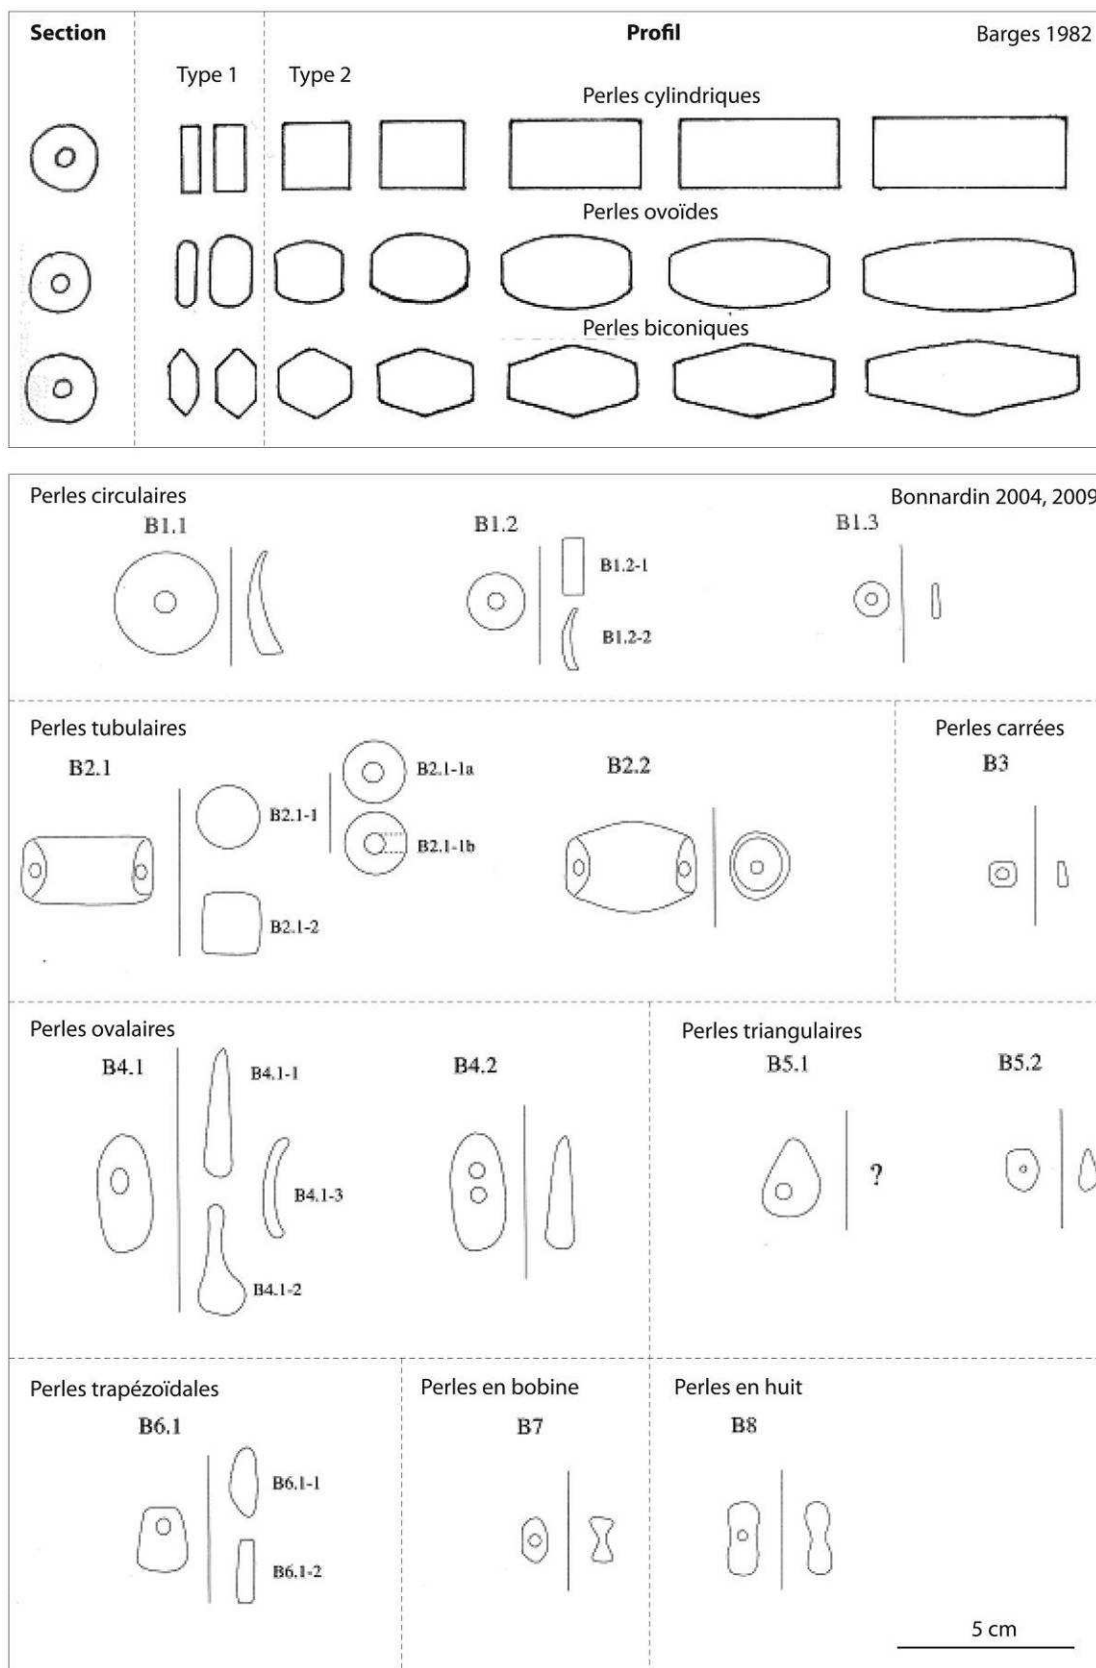 Section
Profil
Barges 1982
Type 1
Type 2
Perles cylindriques
Perles ovoïdes
Perles biconiques
Perles circulaires
Bonnardin 2004, 2009
B1.1
B1.2
B1.3
B1.2-1
B1.2-2
Perles tubulaires
Perles carrées
B2.1
B2.1-1a
B2.2
B3
B2.1-1
B2.1-1b
B2.1-2
Perles ovalaires
Perles triangulaires
B4.1
B4.1-1
B4.2
B5.1
B5.2
B4.1-3
?
B4.1-2
Perles trapézoïdales
Perles en bobine
Perles en huit
B6.1
B7
B8
B6.1-1
B6.1-2
5 cm